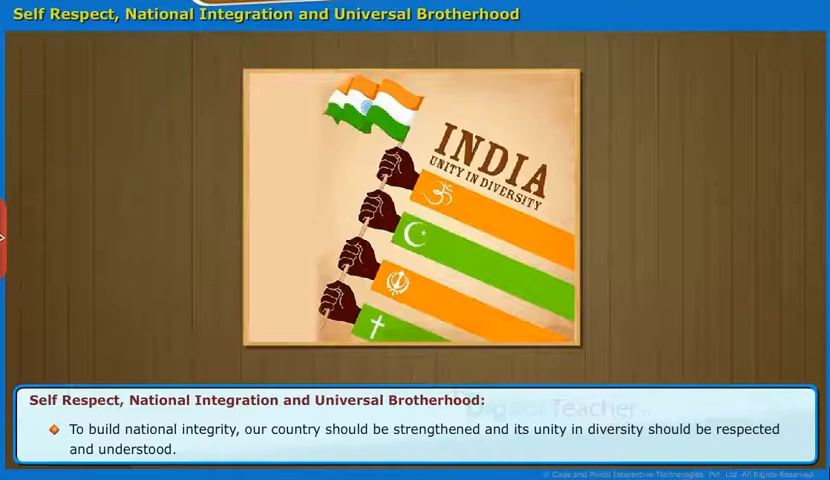 Self Respect, National Integration and Universal Brotherhood
INDIA
UNITY IN DIVERSITY
Self Respect, National Integration and Universal Brotherhood:
To build national integrity, our country should be strengthened and its unity in diversity should be respected
and understood.
Digital Teacher
© Code and Pixels Interactive Technologies Pvt. Ltd. All Rights Reserved